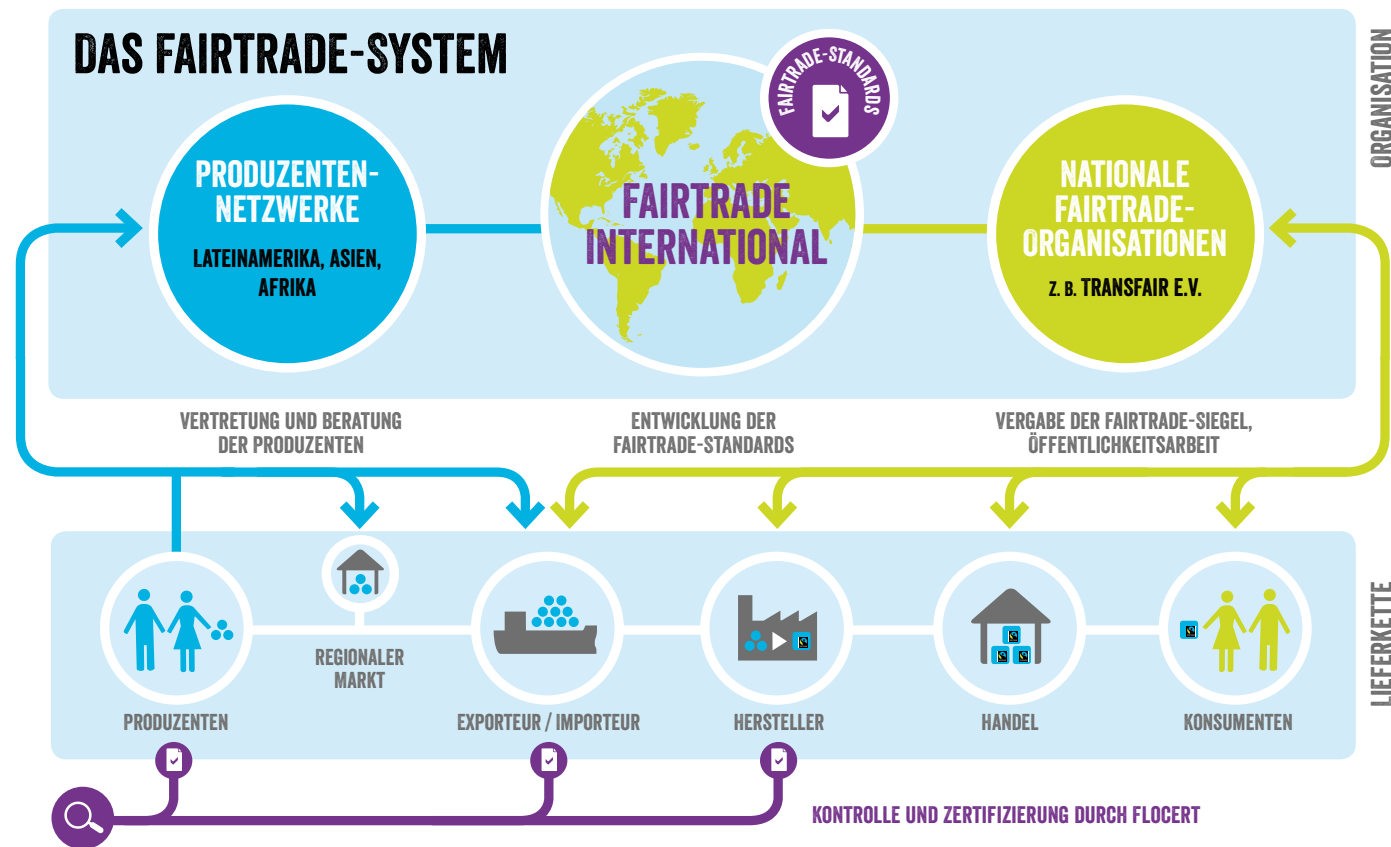 DAS FAIRTRADE-SYSTEM
FAIRTRADE-STANDARDS
ORGANISATION
PRODUZENTEN-
NETZWERKE
LATEINAMERIKA, ASIEN,
AFRIKA
FAIRTRADE
INTERNATIONAL
NATIONALE
FAIRTRADE-
ORGANISATIONEN
Z. B. TRANSFAIR E.V.
VERTRETUNG UND BERATUNG
DER PRODUZENTEN
ENTWICKLUNG DER
FAIRTRADE-STANDARDS
VERGABE DER FAIRTRADE-SIEGEL,
ÖFFENTLICHKEITSARBEIT
LIEFERKETTE
REGIONALER
MARKT
PRODUZENTEN
EXPORTEUR / IMPORTEUR
HERSTELLER
HANDEL
KONSUMENTEN
KONTROLLE UND ZERTIFIZIERUNG DURCH FLOCERT